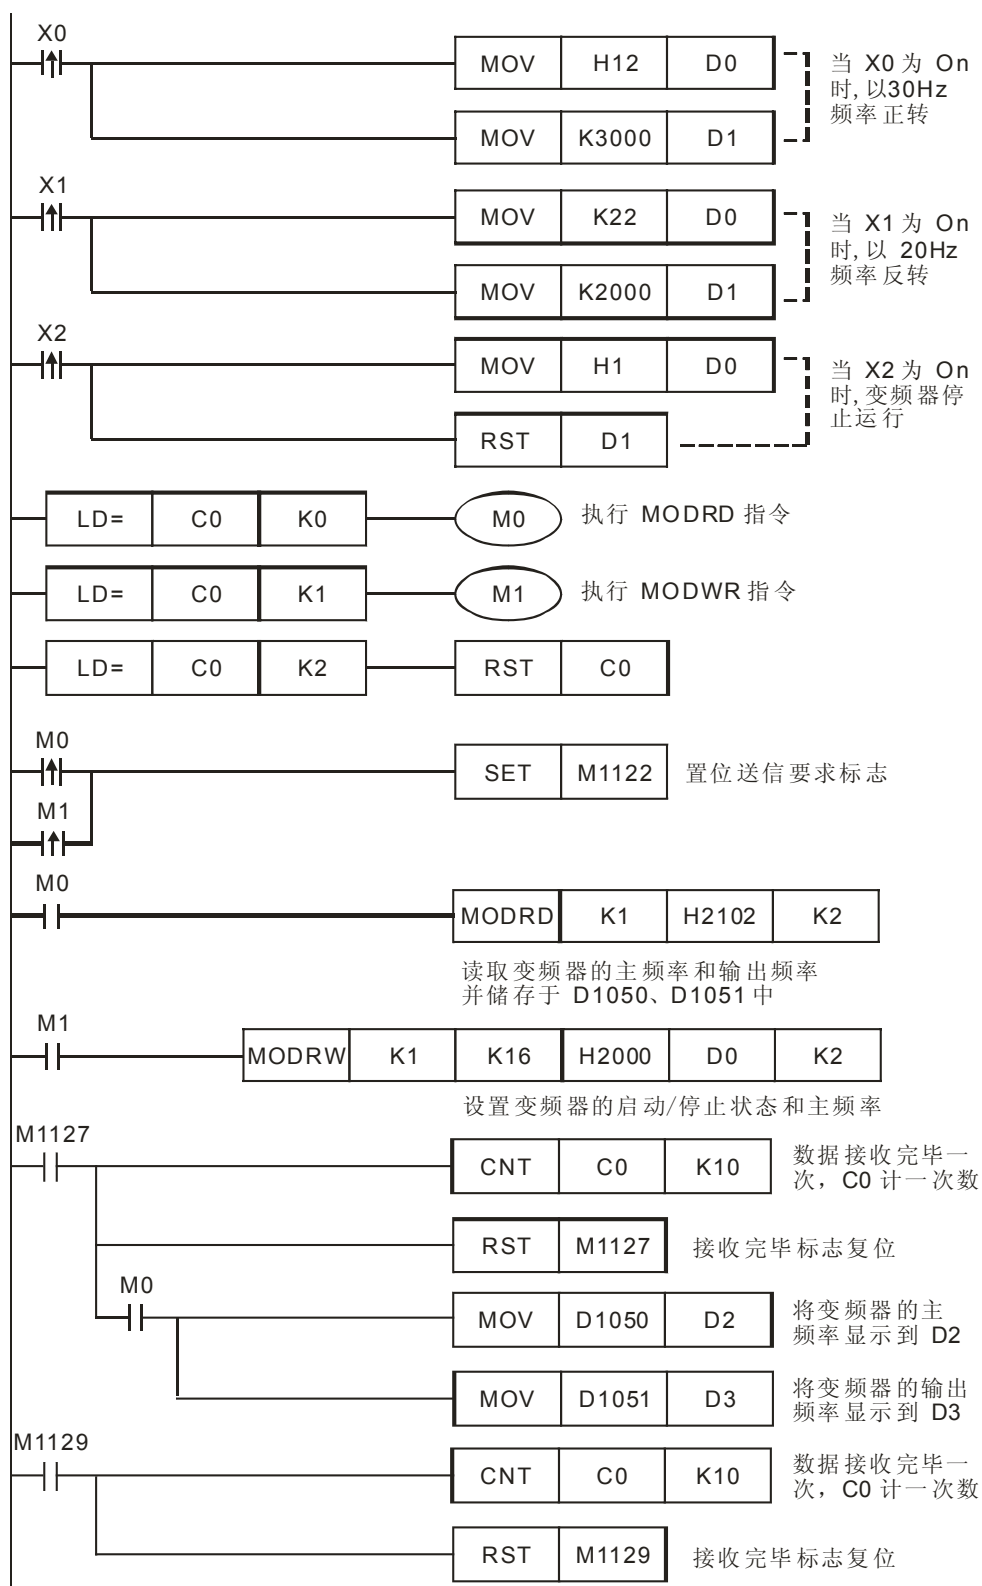 X0
MOV H12 D0
当 X0 为 On
时, 以30Hz
频率正转
MOV K3000 D1
X1
MOV K22 D0
当 X1 为 On
时, 以 20Hz
频率反转
MOV K2000 D1
X2
MOV H1 D0
当 X2 为 On
时, 变频器停
止运行
RST D1
LD= C0 K0 M0 执行 MODRD 指令
LD= C0 K1 M1 执行 MODWR 指令
LD= C0 K2 RST C0
M0
SET M1122 置位送信要求标志
M1
M0
MODRD K1 H2102 K2
读取变频器的主频率和输出频率
并储存于 D1050、D1051 中
M1
MODRW K1 K16 H2000 D0 K2
设置变频器的启动/停止状态和主频率
M1127
CNT C0 K10
数据接收完毕一
次，C0 计一次数
RST M1127 接收完毕标志复位
M0
MOV D1050 D2
将变频器的主
频率显示到 D2
MOV D1051 D3
将变频器的输出
频率显示到 D3
M1129
CNT C0 K10
数据接收完毕一
次，C0 计一次数
RST M1129 接收完毕标志复位